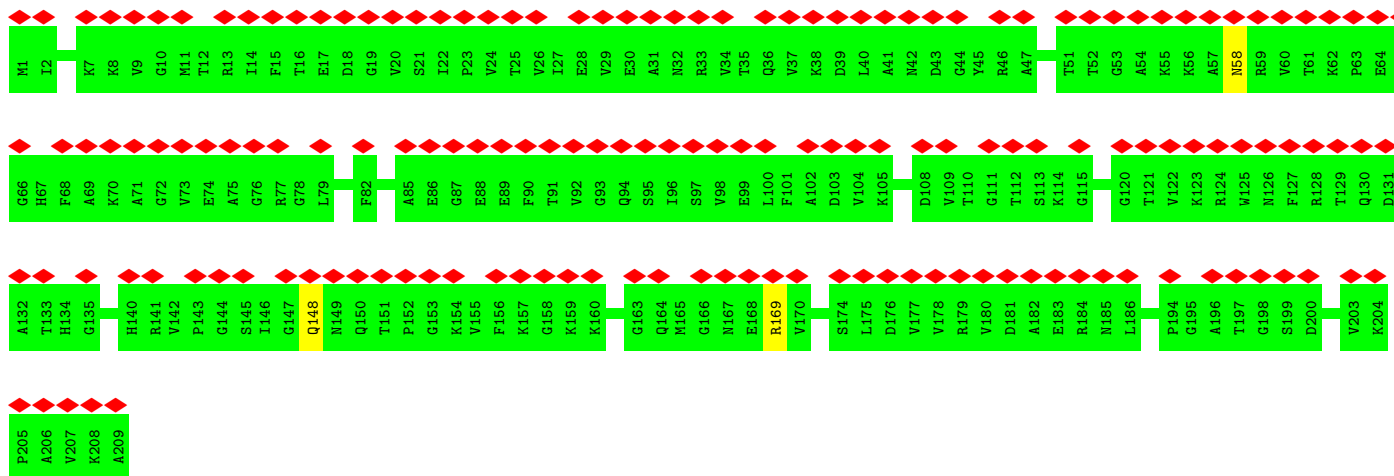 M1 I2 K7 K8 V9 G10 M11 T12 R13 I14 F15 T16 E17 D18 G19 V20 S21 I22 P23 V24 T25 V26 I27 E28 V29 E30 A31 N32 R33 V34 T35 Q36 V37 K38 D39 L40 A41 N42 D43 G44 Y45 R46 A47 T51 T52 G53 A54 K55 K56 A57 N58 R59 V60 T61 K62 P63 E64
G66 H67 F68 A69 K70 A71 G72 V73 E74 A75 G76 R77 G78 L79 F82 A85 E86 G87 E88 E89 F90 T91 V92 G93 Q94 S95 I96 S97 V98 E99 L100 F101 A102 D103 V104 K105 D108 V109 T110 G111 T112 S113 K114 G115 G120 T121 V122 K123 R124 W125 N126 F127 R128 T129 Q130 D131
A132 T133 H134 G135 H140 R141 V142 P143 G144 S145 I146 G147 Q148 N149 Q150 T151 P152 G153 K154 V155 F156 K157 G158 K159 K160 G163 Q164 M165 G166 N167 E168 R169 V170 S174 L175 D176 V177 V178 R179 V180 D181 A182 E183 R184 N185 L186 P194 G195 A196 T197 G198 S199 D200 V203 K204
P205 A206 V207 K208 A209